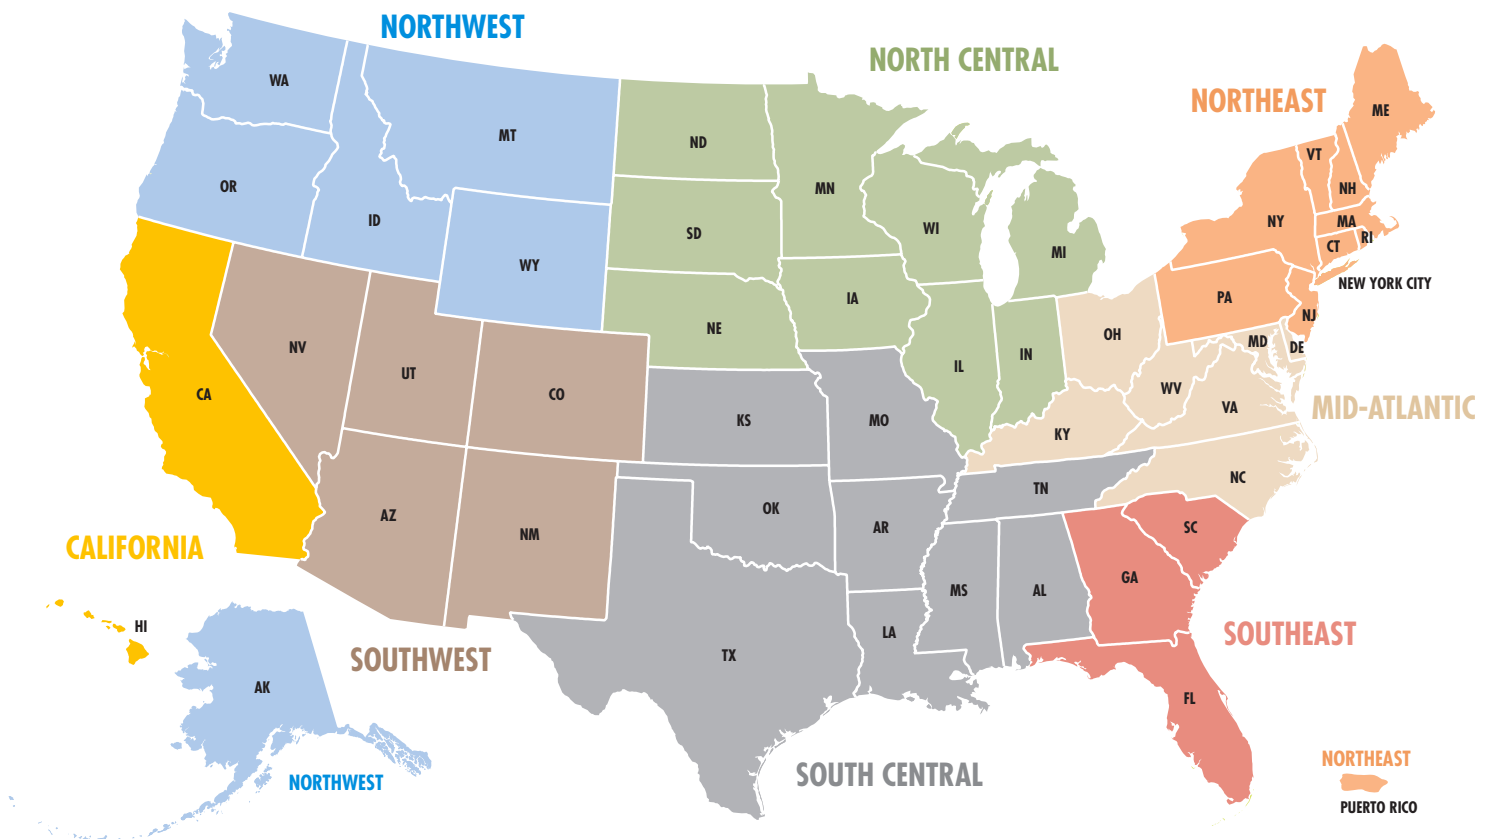 NORTHWEST
NORTH CENTRAL
NORTHEAST
WA
MT
ND
MN
ME
VT
NH
OR
ID
SD
WI
NY
MA
RI
CT
MI
WY
NEW YORK CITY
IA
PA
NE
NJ
OH
MD
DE
NV
IN
IL
UT
CO
CA
WV
VA
MID-ATLANTIC
KS
MO
KY
NC
TN
AZ
OK
NM
AR
SC
CALIFORNIA
GA
MS
AL
HI
LA
SOUTHEAST
SOUTHWEST
TX
AK
FL
NORTHWEST
SOUTH CENTRAL
NORTHEAST
PUERTO RICO